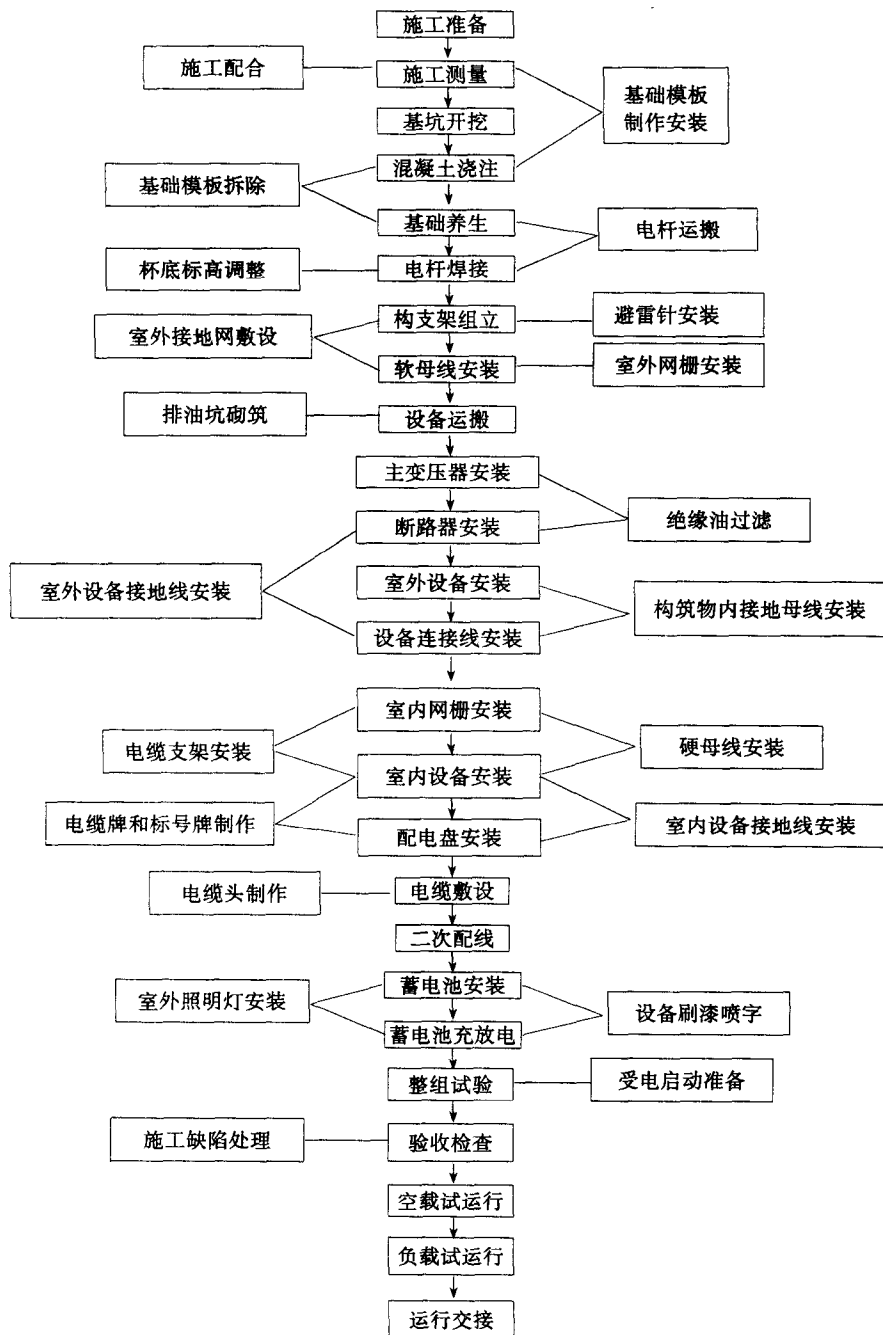 施工准备
施工配合
施工测量
基础模板
制作安装
基坑开挖
混凝土浇注
基础模板拆除
基础养生
电杆运搬
杯底标高调整
电杆焊接
构支架组立
避雷针安装
室外接地网敷设
软母线安装
室外网栅安装
排油坑砌筑
设备运搬
主变压器安装
绝缘油过滤
断路器安装
室外设备接地线安装
室外设备安装
构筑物内接地母线安装
设备连接线安装
室内网栅安装
电缆支架安装
硬母线安装
室内设备安装
电缆牌和标号牌制作
室内设备接地线安装
配电盘安装
电缆头制作
电缆敷设
二次配线
蓄电池安装
室外照明灯安装
设备刷漆喷字
蓄电池充放电
整组试验
受电启动准备
施工缺陷处理
验收检查
空载试运行
负载试运行
运行交接